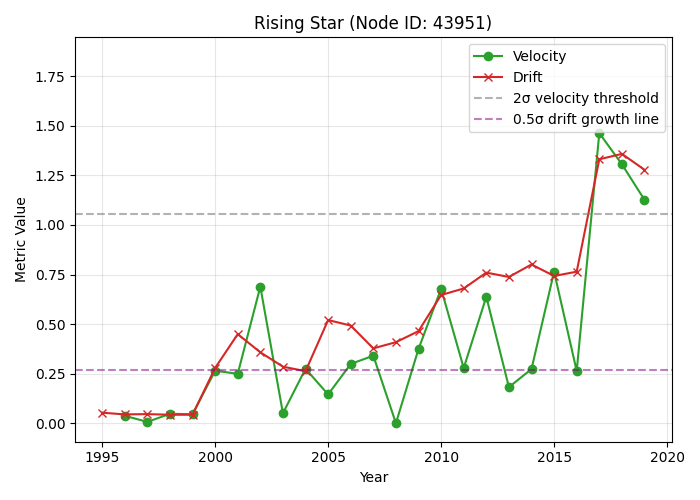 Rising Star (Node ID: 43951)
Velocity
Drift
2σ velocity threshold
0.5σ drift growth line
Metric Value
1.75
1.50
1.25
1.00
0.75
0.50
0.25
0.00
1995
2000
2005
2010
2015
2020
Year